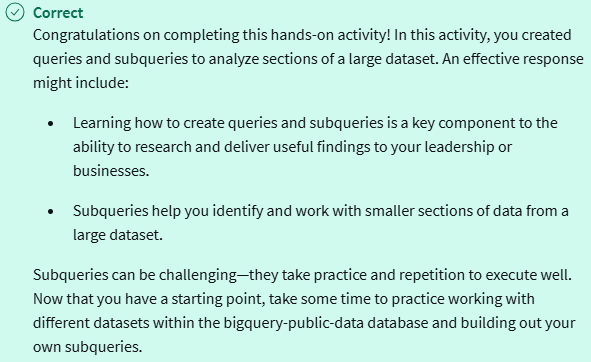 Correct
Congratulations on completing this hands-on activity! In this activity, you created
queries and subqueries to analyze sections of a large dataset. An effective response
might include:
• Learning how to create queries and subqueries is a key component to the
ability to research and deliver useful findings to your leadership or
businesses.
• Subqueries help you identify and work with smaller sections of data from a
large dataset.
Subqueries can be challenging—they take practice and repetition to execute well.
Now that you have a starting point, take some time to practice working with
different datasets within the bigquery-public-data database and building out your
own subqueries.